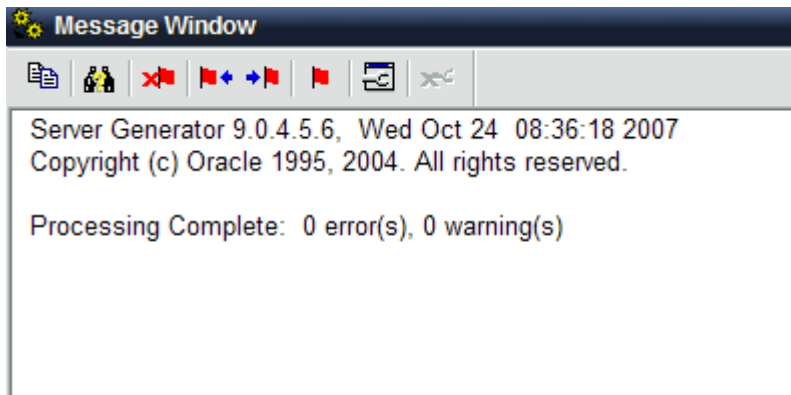 Message Window
Server Generator 9.0.4.5.6,  Wed Oct 24  08:36:18 2007
Copyright (c) Oracle 1995, 2004. All rights reserved.
Processing Complete:  0 error(s), 0 warning(s)